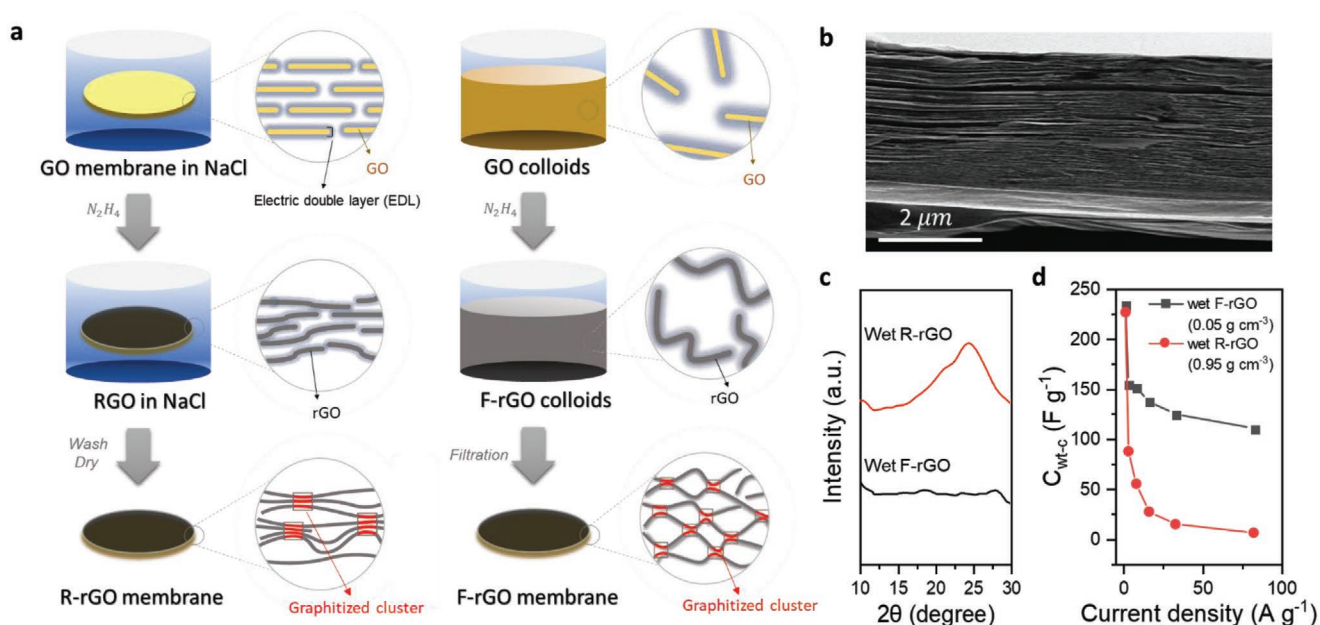 a
GO membrane in NaCl
GO
Electric double layer (EDL)
N₂H₄
RGO in NaCl
rGO
Wash
Dry
R-rGO membrane
Graphitized cluster
GO colloids
GO
N₂H₄
F-rGO colloids
rGO
Filtration
F-rGO membrane
Graphitized cluster
b
2 μm
c
Wet R-rGO
Wet F-rGO
Intensity (a.u.)
10 15 20 25 30
2θ (degree)
d
250
200
150
100
50
0
C_wt-c (F g⁻¹)
wet F-rGO
(0.05 g cm⁻³)
wet R-rGO
(0.95 g cm⁻³)
0 50 100
Current density (A g⁻¹)